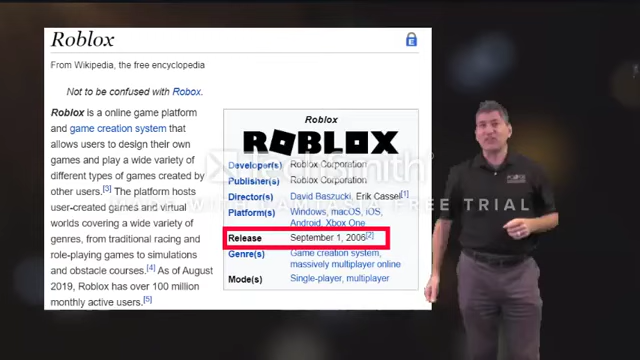 Roblox
From Wikipedia, the free encyclopedia
Not to be confused with Robox.
Roblox is a online game platform
and game creation system that
allows users to design their own
games and play a wide variety of
different types of games created by
other users.[3] The platform hosts
user-created games and virtual
worlds covering a wide variety of
genres, from traditional racing and
role-playing games to simulations
and obstacle courses.[4] As of August
2019, Roblox has over 100 million
monthly active users.[5]
Roblox
ROBLOX
Developer(s) Roblox Corporation
Publisher(s) Roblox Corporation
Director(s) David Baszucki, Erik Cassel[1]
Platform(s) Windows, macOS, iOS,
Android, Xbox One
Release September 1, 2006[2]
Genre(s) Game creation system,
massively multiplayer online
Mode(s) Single-player, multiplayer
FREE TRIAL